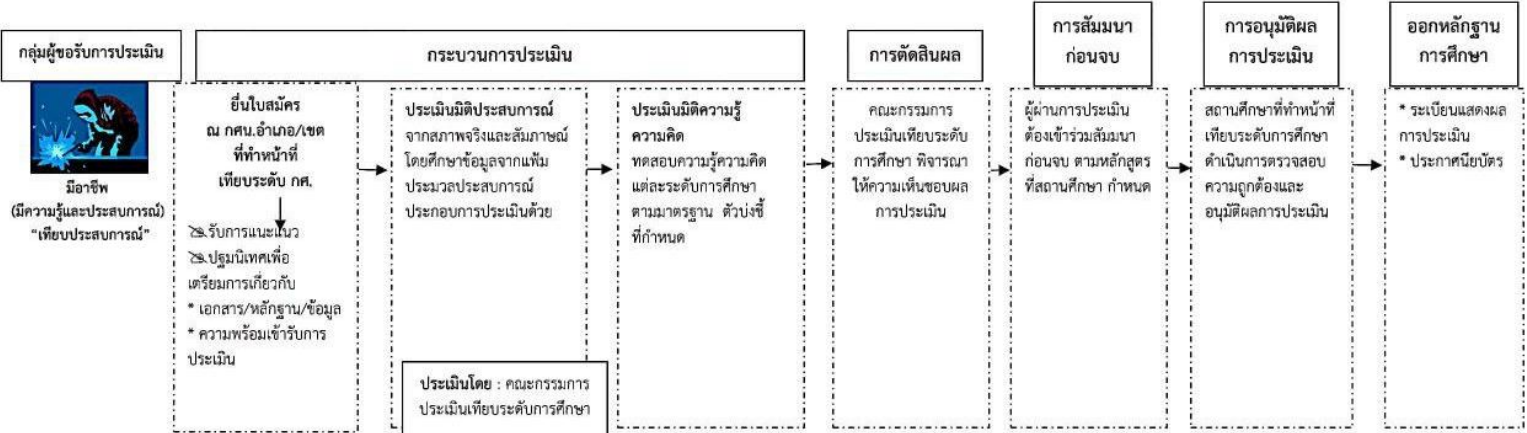 กลุ่มผู้ขอรับการประเมิน
มีอาชีพ
(มีความรู้และประสบการณ์)
“เทียบประสบการณ์”
กระบวนการประเมิน
ยื่นใบสมัคร
ณ กศน.อำเภอ/เขต
ที่ทำหน้าที่
เทียบระดับ กศ.
รับการแนะแนว
ปฐมนิเทศเพื่อ
เตรียมการเกี่ยวกับ
* เอกสาร/หลักฐาน/ข้อมูล
* ความพร้อมเข้ารับการ
ประเมิน
ประเมินมิติประสบการณ์
จากสภาพจริงและสัมภาษณ์
โดยศึกษาข้อมูลจากแฟ้ม
ประมวลประสบการณ์
ประกอบการประเมินด้วย
ประเมินมิติความรู้
ความคิด
ทดสอบความรู้ความคิด
แต่ละระดับการศึกษา
ตามมาตรฐาน ตัวบ่งชี้
ที่กำหนด
ประเมินโดย : คณะกรรมการ
ประเมินเทียบระดับการศึกษา
การตัดสินผล
คณะกรรมการ
ประเมินเทียบระดับ
การศึกษา พิจารณา
ให้ความเห็นชอบผล
การประเมิน
การสัมมนา
ก่อนจบ
ผู้ผ่านการประเมิน
ต้องเข้าร่วมสัมมนา
ก่อนจบ ตามหลักสูตร
ที่สถานศึกษา กำหนด
การอนุมัติผล
การประเมิน
สถานศึกษาที่ทำหน้าที่
เทียบระดับการศึกษา
ดำเนินการตรวจสอบ
ความถูกต้องและ
อนุมัติผลการประเมิน
ออกหลักฐาน
การศึกษา
* ระเบียนแสดงผล
การประเมิน
* ประกาศนียบัตร